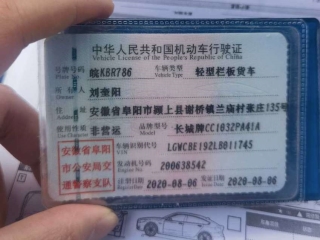 中华人民共和国机动车行驶证
Vehicle License of the People's Republic of China
号牌号码 皖KBR786 车辆类型 轻型栏板货车
Plate No. Vehicle Type
所有人 刘奎阳
住址 安徽省阜阳市颍上县谢桥镇兰庙村张庄135号
使用性质 非营运 品牌型号 长城牌CC1032PA41A
安徽省阜阳 车辆识别代号 LGWCBE192LB011745
市公安局交 VIN
通警察支队 发动机号码 200638542
注册日期 2020-08-06 发证日期 2020-08-06